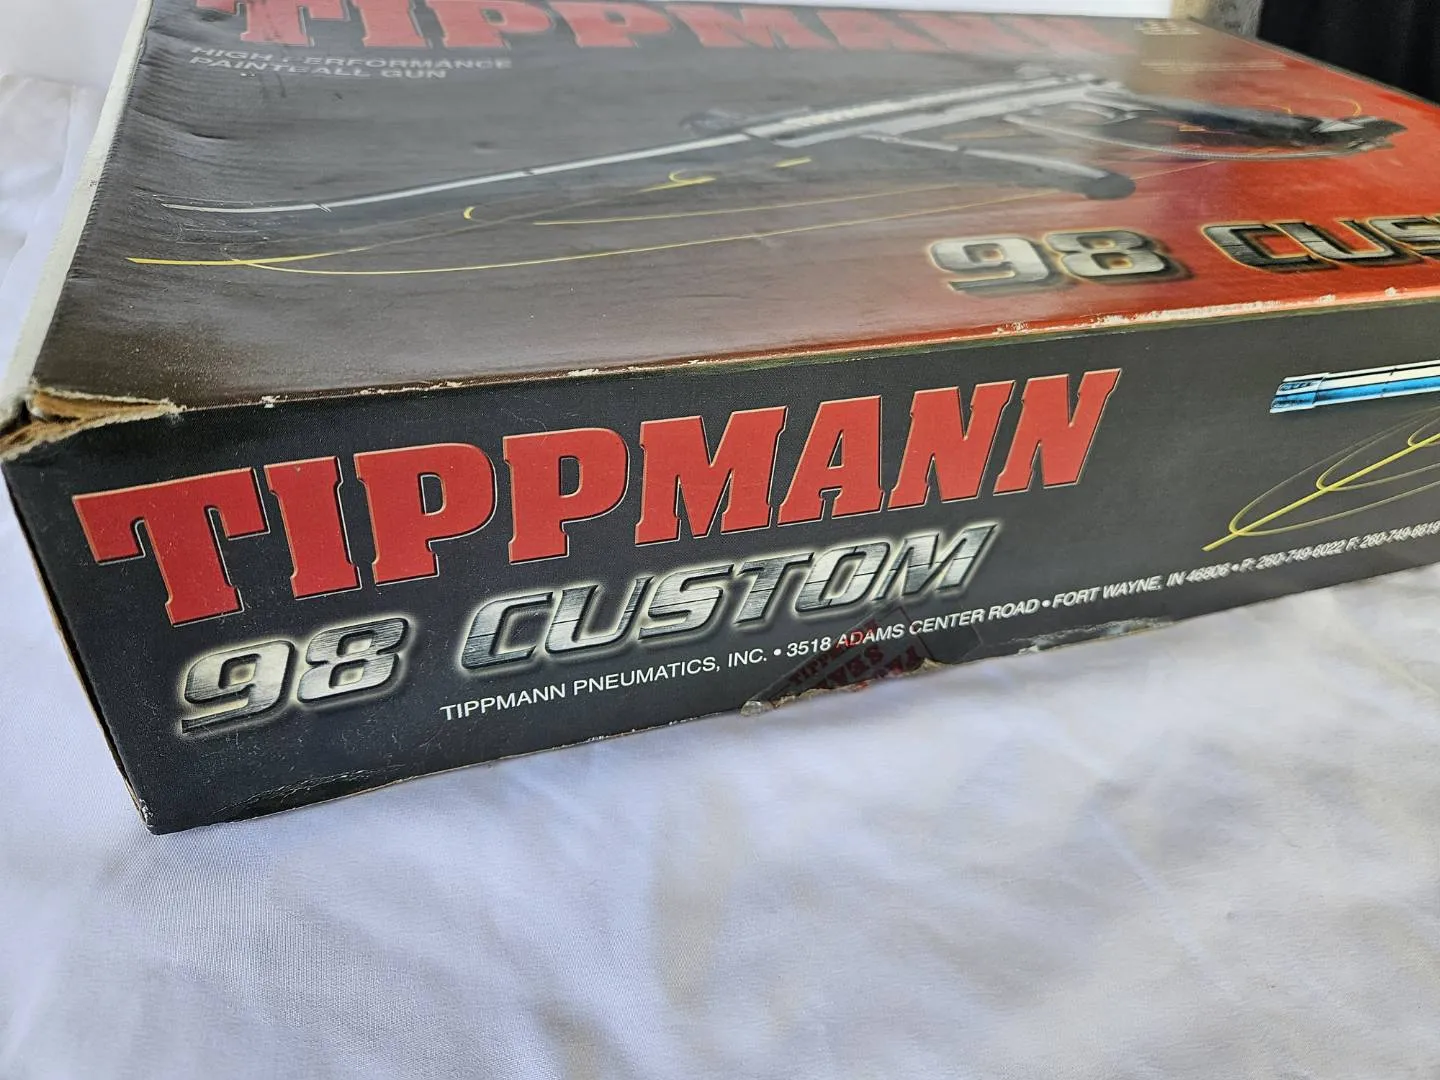 TIPPMANN
HIGH PERFORMANCE
PAINTBALL GUN
98 CUS
TIPPMANN
98 CUSTOM
TIPPMANN PNEUMATICS, INC. • 3518 ADAMS CENTER ROAD • FORT WAYNE, IN 46806 • P: 260-749-6022 F: 260-749-6619
TIPPMANN